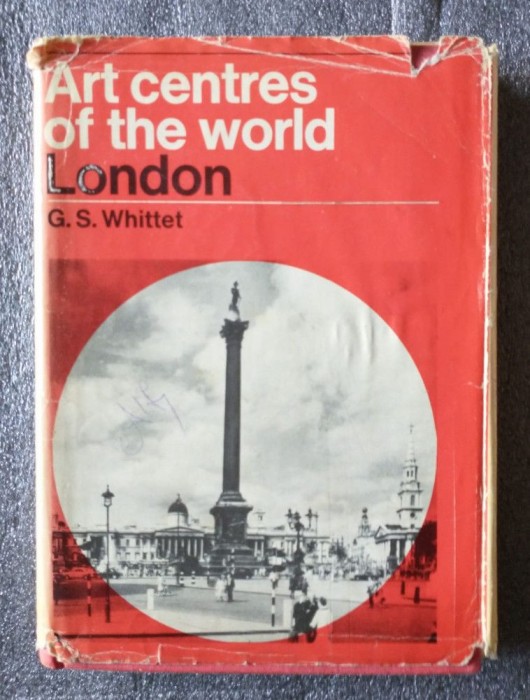 Art centres
of the world
London
G. S. Whittet